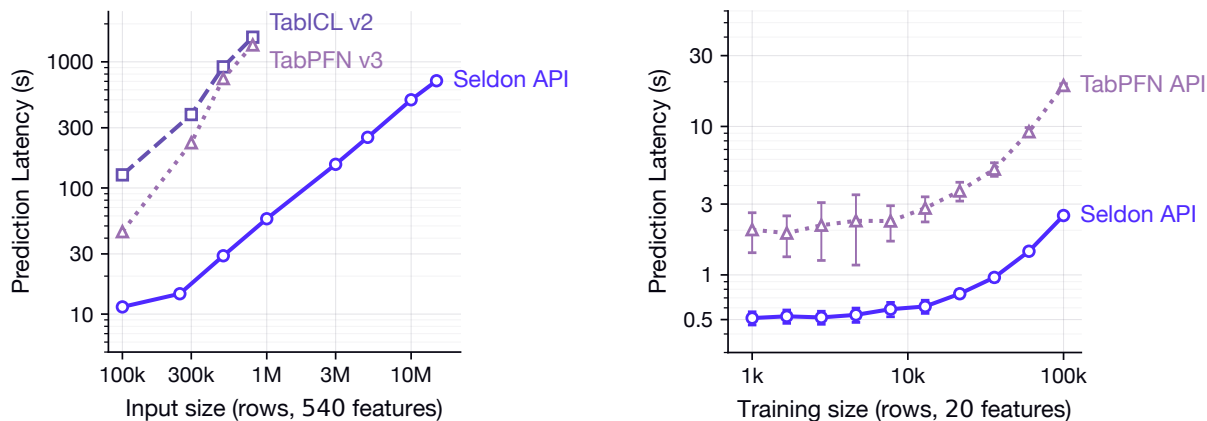 TabICL v2
TabPFN v3
Seldon API
1000
300
100
30
10
Prediction Latency (s)
100k
300k
1M
3M
10M
Input size (rows, 540 features)
30
10
3
1
0.5
Prediction Latency (s)
TabPFN API
Seldon API
1k
10k
100k
Training size (rows, 20 features)